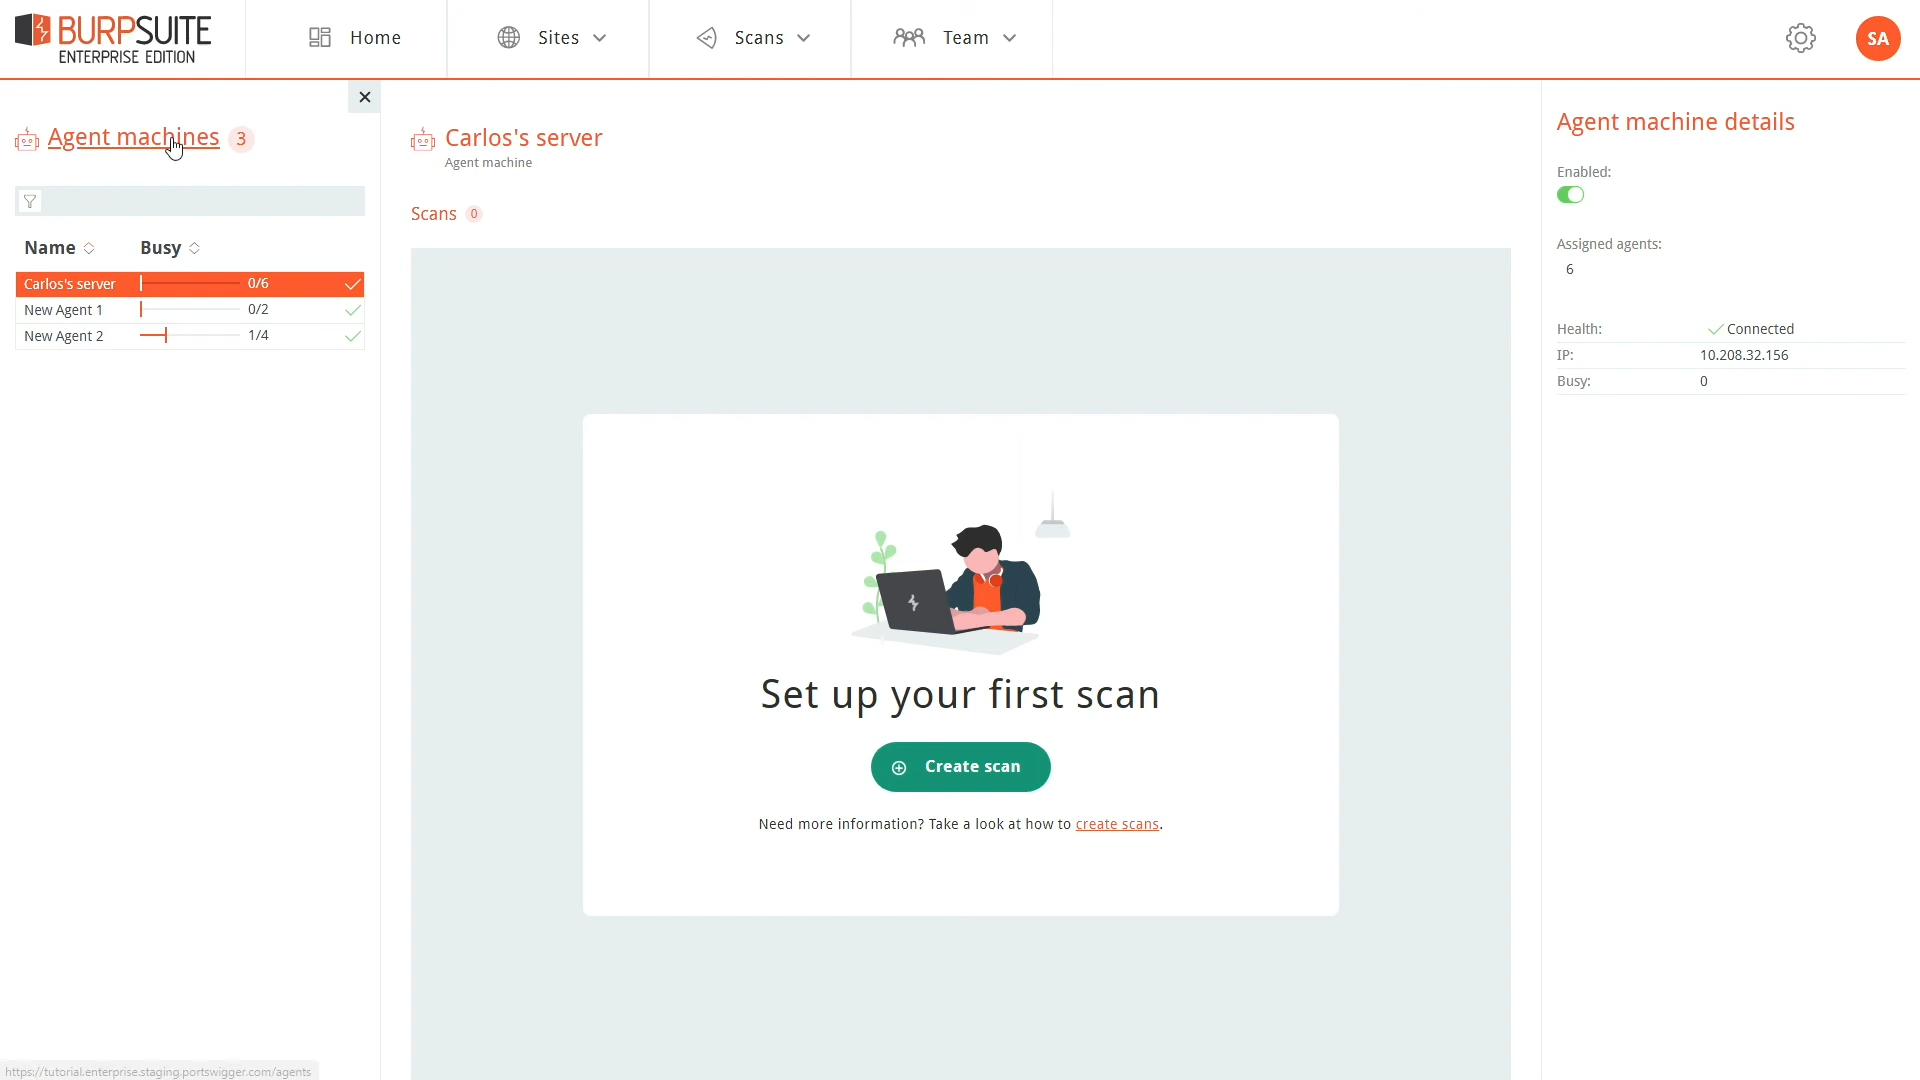 BURPSUITE
ENTERPRISE EDITION
Home
Sites
Scans
Team
SA
Agent machines 3
Name Busy
Carlos's server 0/6
New Agent 1 0/2
New Agent 2 1/4
Carlos's server
Agent machine
Scans 0
Set up your first scan
Create scan
Need more information? Take a look at how to create scans.
Agent machine details
Enabled:
Assigned agents:
6
Health: Connected
IP: 10.208.32.156
Busy: 0
https://tutorial.enterprise.staging.portswigger.com/agents